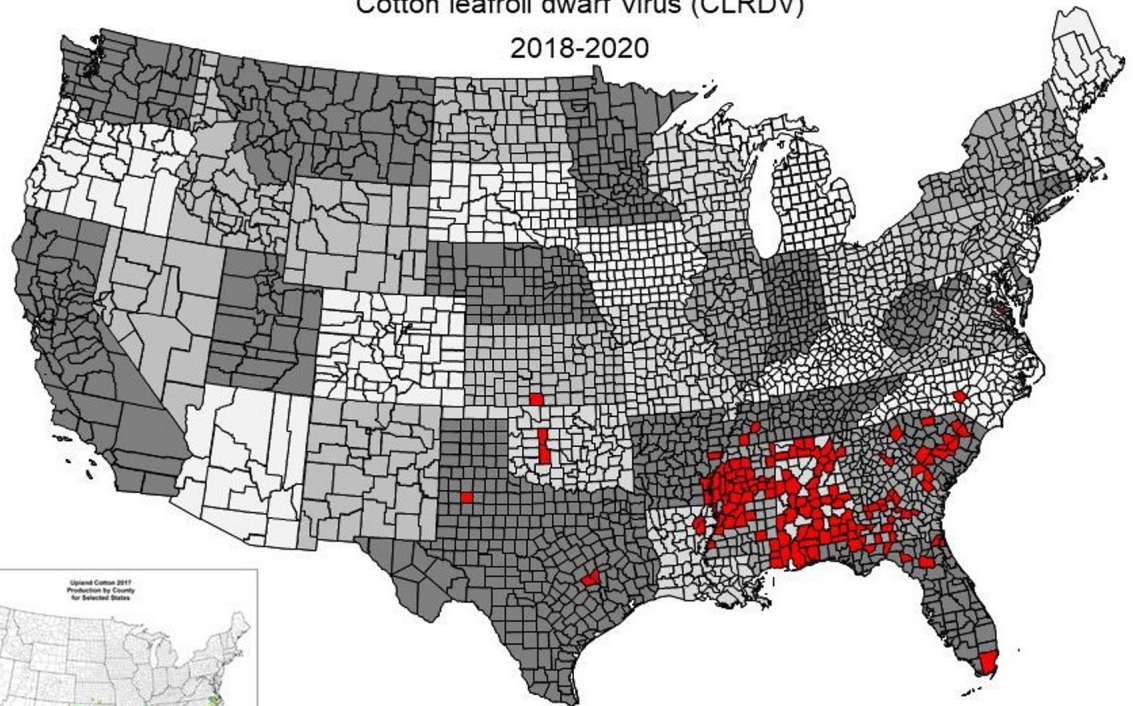 Cotton leafroll dwarf virus (CLRDV)
2018-2020
Upland Cotton 2017
Production by County
for Selected States